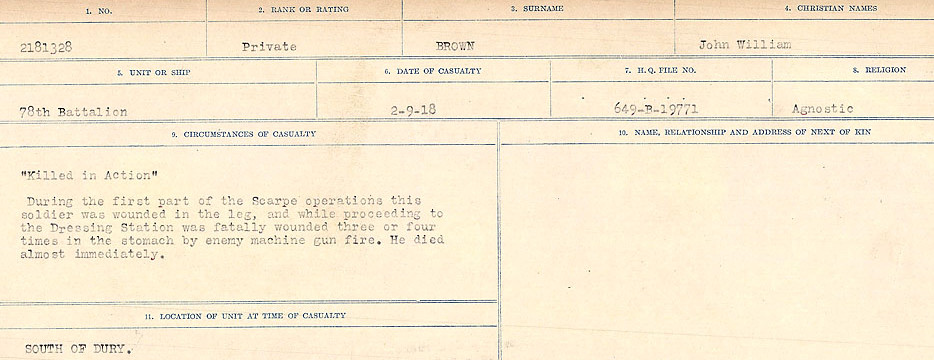 1. NO. 2. RANK OR RATING 3. SURNAME 4. CHRISTIAN NAMES
2181328 Private BROWN John William
5. UNIT OR SHIP 6. DATE OF CASUALTY 7. H.Q. FILE NO. 8. RELIGION
78th Battalion 2-9-18 649-B-19771 Agnostic
9. CIRCUMSTANCES OF CASUALTY
"Killed in Action"
During the first part of the Scarpe operations this
soldier was wounded in the leg, and while proceeding to
the Dressing Station was fatally wounded three or four
times in the stomach by enemy machine gun fire. He died
almost immediately.
10. NAME, RELATIONSHIP AND ADDRESS OF NEXT OF KIN
11. LOCATION OF UNIT AT TIME OF CASUALTY
SOUTH OF DURY.